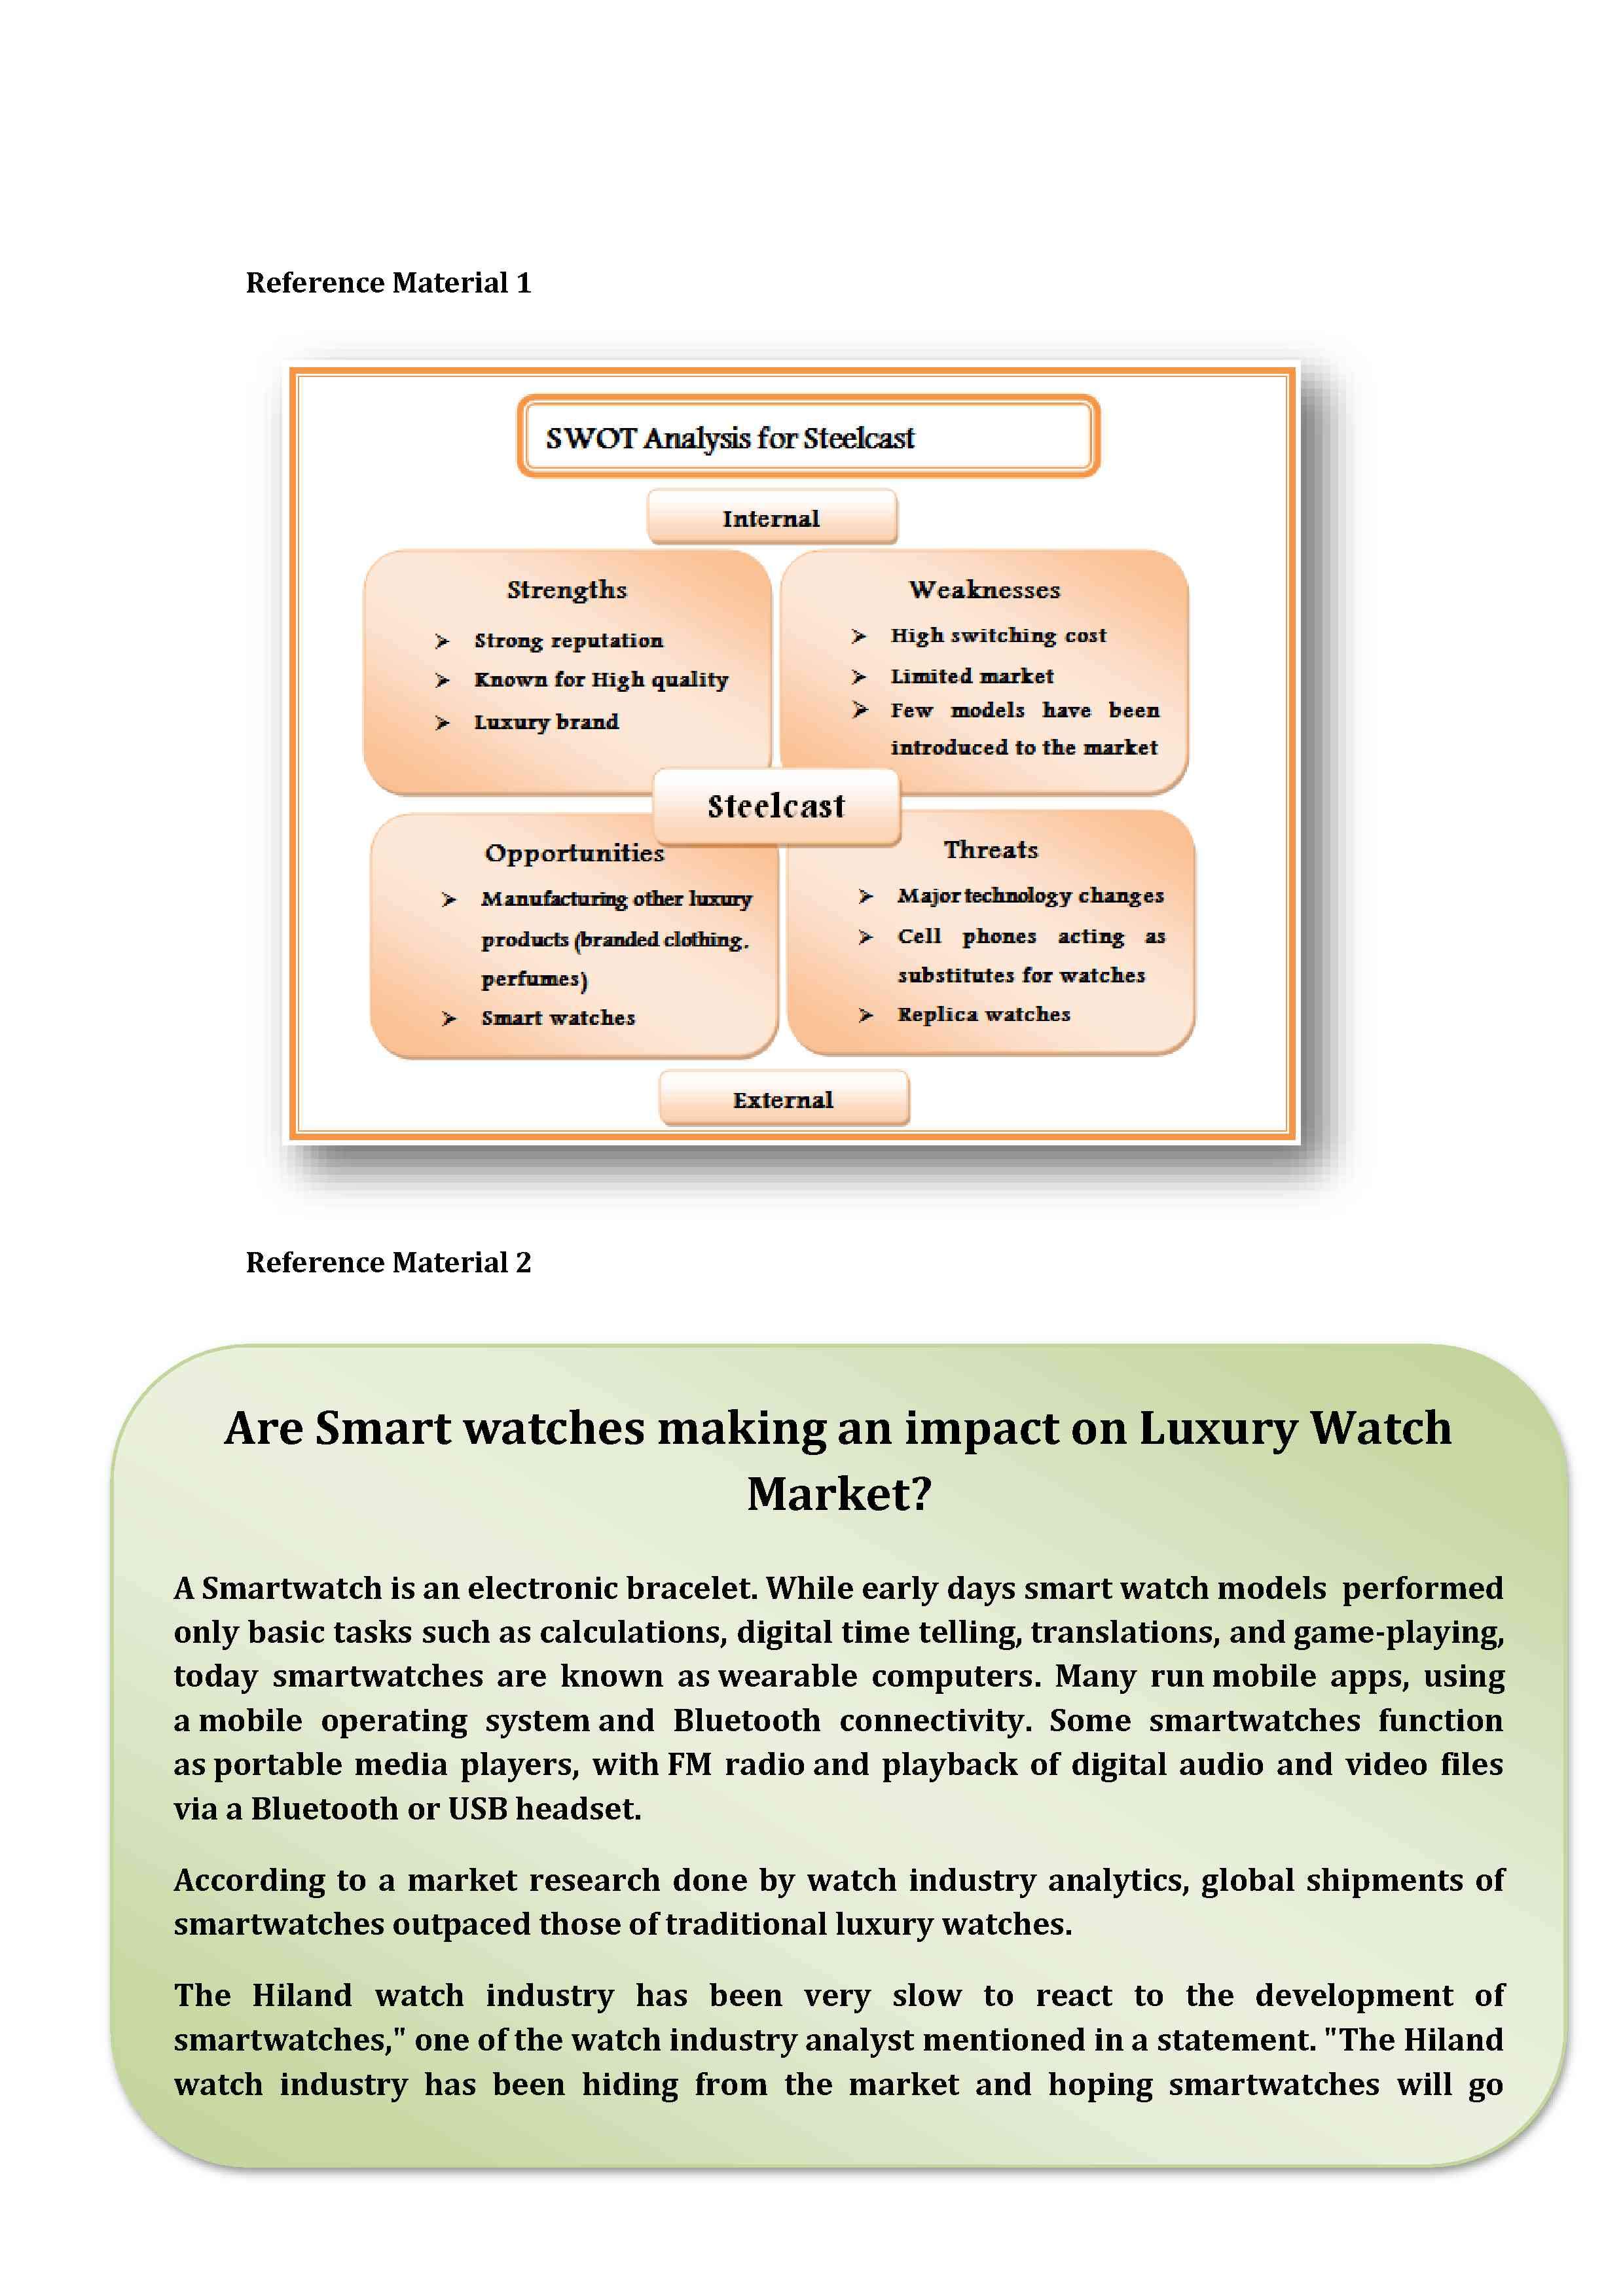 Reference Material 1
SWOT Analysis for Steelcast
Internal
Strengths
➢ Strong reputation
➢ Known for High quality
➢ Luxury brand
Weaknesses
➢ High switching cost
➢ Limited market
➢ Few models have been
introduced to the market
Steelcast
Opportunities
➢ Manufacturing other luxury
products (branded clothing.
perfumes)
➢ Smart watches
Threats
➢ Major technology changes
➢ Cell phones acting as
substitutes for watches
➢ Replica watches
External
Reference Material 2
Are Smart watches making an impact on Luxury Watch
Market?
A Smartwatch is an electronic bracelet. While early days smart watch models performed
only basic tasks such as calculations, digital time telling, translations, and game-playing,
today smartwatches are known as wearable computers. Many run mobile apps, using
a mobile operating system and Bluetooth connectivity. Some smartwatches function
as portable media players, with FM radio and playback of digital audio and video files
via a Bluetooth or USB headset.
According to a market research done by watch industry analytics, global shipments of
smartwatches outpaced those of traditional luxury watches.
The Hiland watch industry has been very slow to react to the development of
smartwatches," one of the watch industry analyst mentioned in a statement. "The Hiland
watch industry has been hiding from the market and hoping smartwatches will go